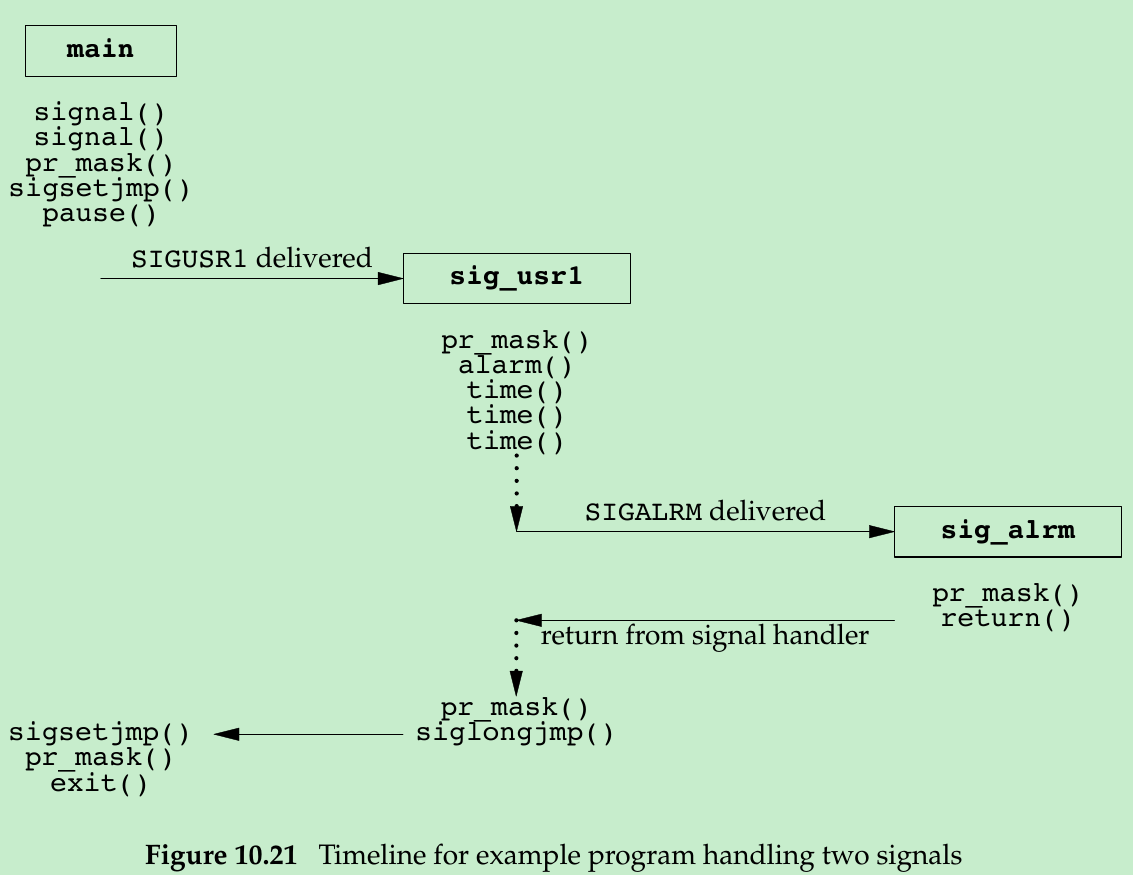 main
signal()
signal()
pr_mask()
sigsetjmp()
pause()
SIGUSR1 delivered
sig_usr1
pr_mask()
alarm()
time()
time()
time()
SIGALRM delivered
sig_alrm
pr_mask()
return()
return from signal handler
pr_mask()
siglongjmp()
sigsetjmp()
pr_mask()
exit()
Figure 10.21 Timeline for example program handling two signals